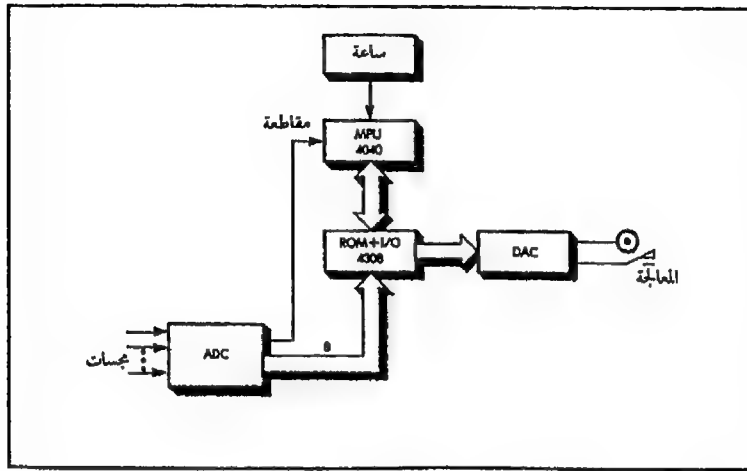 ساعة
مقاطعة
MPU
4040
ROM+I/O
4308
DAC
المعالجة
مجسات
ADC
8